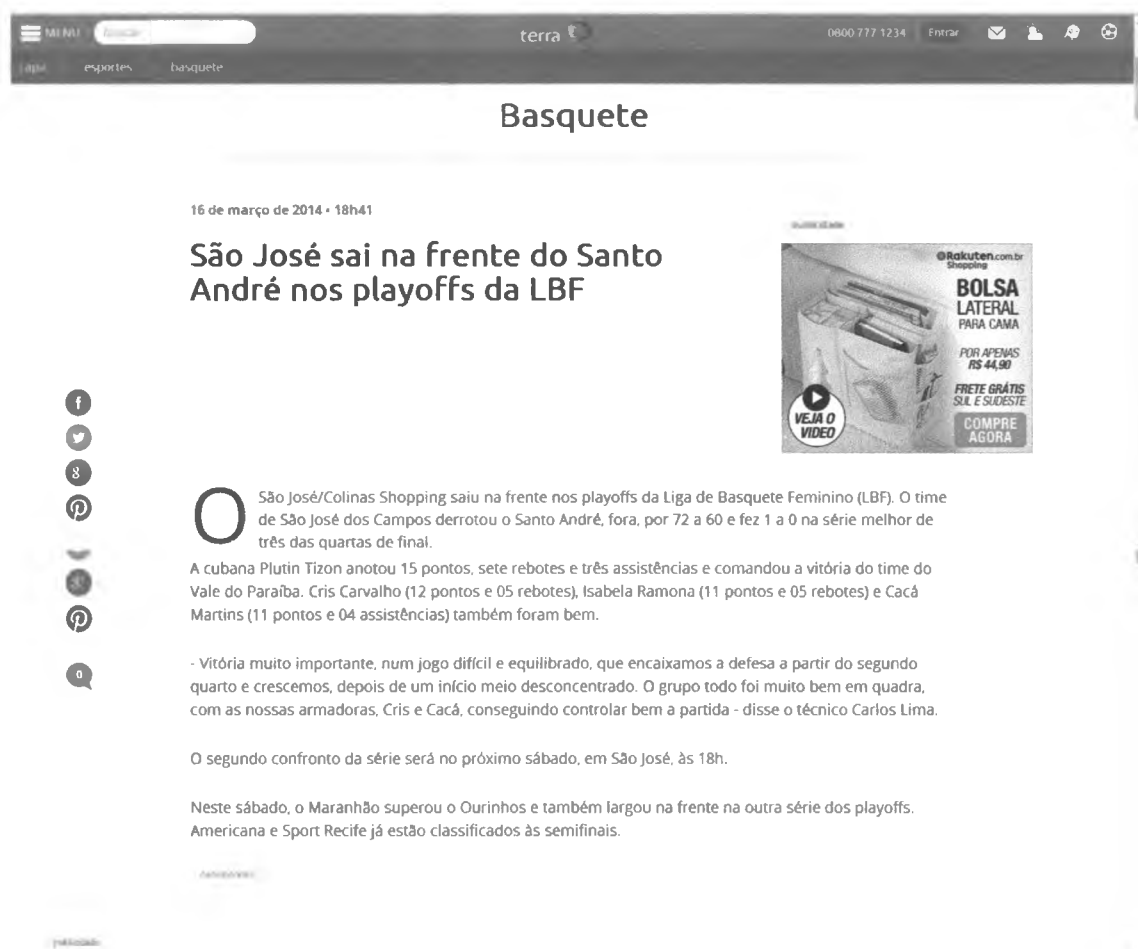 MENU
terra
0800 777 1234 Entrar
esportes basquete
Basquete
16 de março de 2014 • 18h41
São José sai na frente do Santo
André nos playoffs da LBF
Rakuten.com.br
Shopping
BOLSA
LATERAL
PARA CAMA
POR APENAS
R$ 44,90
FRETE GRÁTIS
SUL E SUDESTE
COMPRE
AGORA
VEJA O
VIDEO
O São José/Colinas Shopping saiu na frente nos playoffs da Liga de Basquete Feminino (LBF). O time
de São José dos Campos derrotou o Santo André, fora, por 72 a 60 e fez 1 a 0 na série melhor de
três das quartas de final.
A cubana Plutin Tizon anotou 15 pontos, sete rebotes e três assistências e comandou a vitória do time do
Vale do Paraíba. Cris Carvalho (12 pontos e 05 rebotes), Isabela Ramona (11 pontos e 05 rebotes) e Cacá
Martins (11 pontos e 04 assistências) também foram bem.
- Vitória muito importante, num jogo difícil e equilibrado, que encaixamos a defesa a partir do segundo
quarto e crescemos, depois de um início meio desconcentrado. O grupo todo foi muito bem em quadra,
com as nossas armadoras, Cris e Cacá, conseguindo controlar bem a partida - disse o técnico Carlos Lima.
0
O segundo confronto da série será no próximo sábado, em São José, às 18h.
Neste sábado, o Maranhão superou o Ourinhos e também largou na frente na outra série dos playoffs.
Americana e Sport Recife já estão classificados às semifinais.